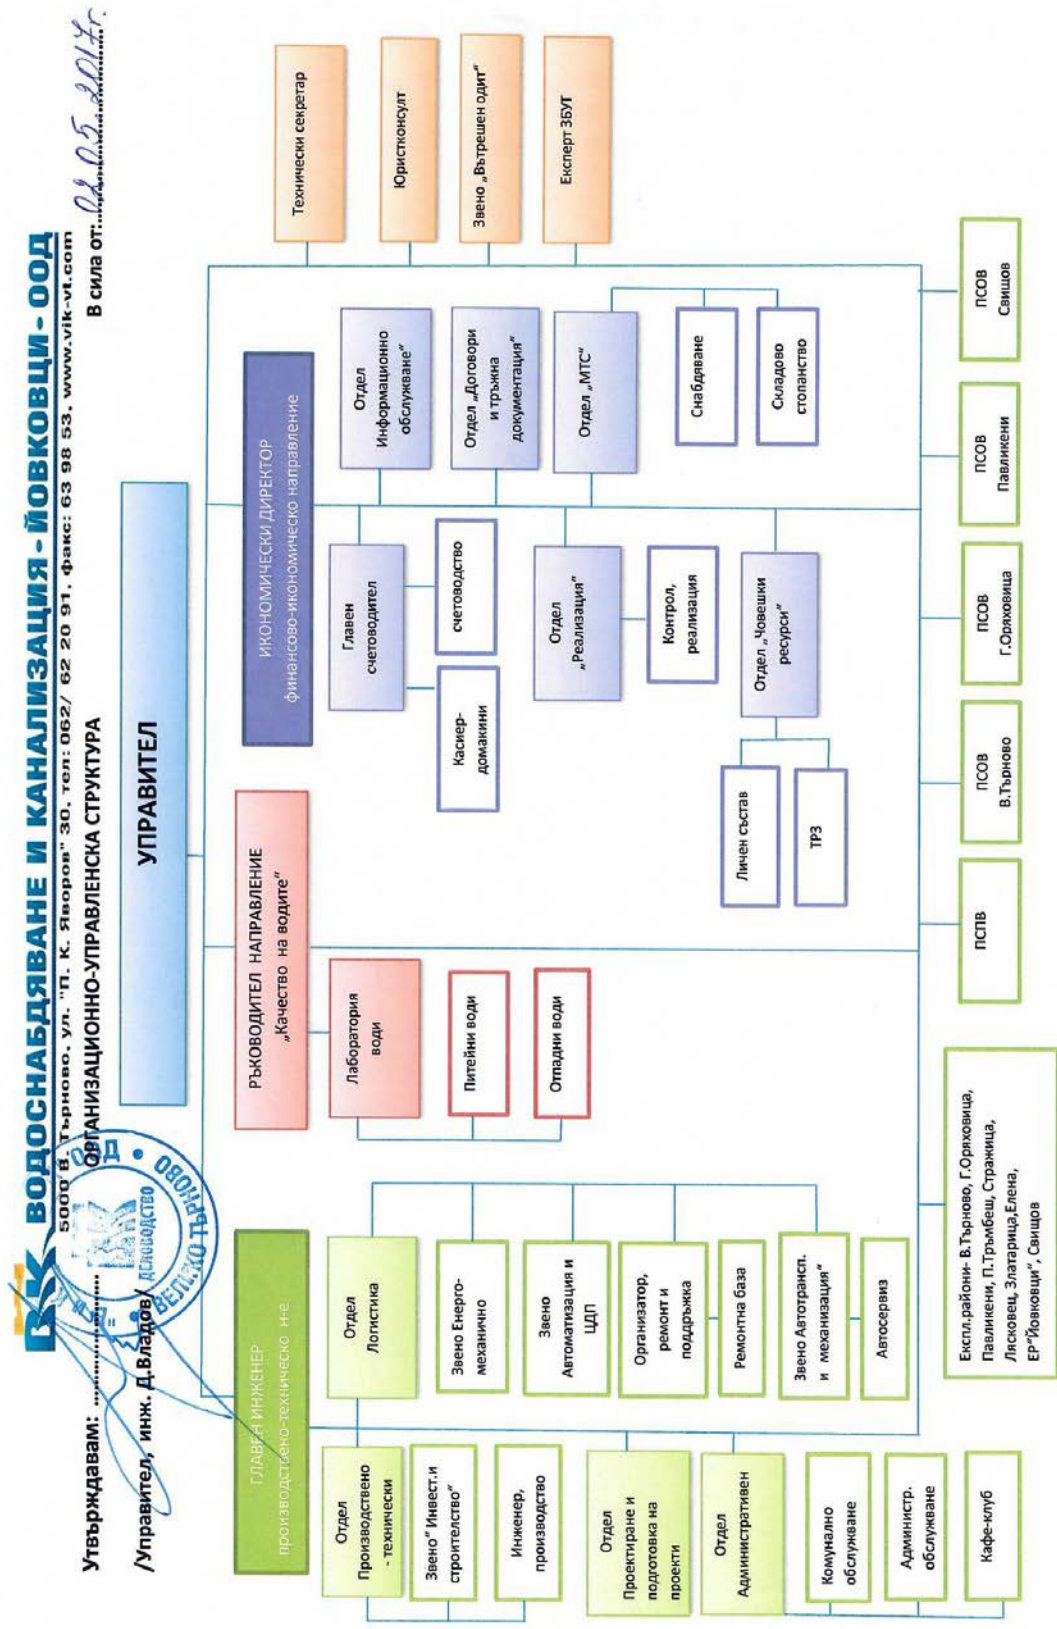 ВОДОСНАБДЯВАНЕ И КАНАЛИЗАЦИЯ - ЙОВКОВЦИ - ООД
5000 В. Търново, ул. "П. К. Яворов" 30, тел: 062/ 62 20 91, факс: 63 98 53, www.vik-vt.com
Утвърждавам:
ОРГАНИЗАЦИОННО-УПРАВЛЕНСКА СТРУКТУРА
В сила от: 02.05.2017г.
/Управител, инж. Д.Владов/
ДЕЛОВОДСТВО
ВЕЛИКО ТЪРНОВО
ООД
УПРАВИТЕЛ
ГЛАВЕН ИНЖЕНЕР
производствено-техническо н-е
РЪКОВОДИТЕЛ НАПРАВЛЕНИЕ
„Качество на водите“
ИКОНОМИЧЕСКИ ДИРЕКТОР
финансово-икономическо направление
Технически секретар
Юристконсулт
Звено „Вътрешен одит“
Експерт ЗБУТ
Отдел
Производствено
- технически
Звено" Инвест.и
строителство"
Инженер,
производство
Отдел
Проектиране и
подготовка на
проекти
Отдел
Административен
Комунално
обслужване
Администр.
обслужване
Кафе-клуб
Отдел
Логистика
Звено Енерго-
механично
Звено
Автоматизация и
ЦДП
Организатор,
ремонт и
поддръжка
Ремонтна база
Звено Автотрансп.
и механизация"
Автосервиз
Лаборатория
води
Питейни води
Отпадни води
Главен
счетоводител
Касиер-
домакини
счетоводство
Отдел
„Реализация“
Контрол,
реализация
Отдел „Човешки
ресурси“
Личен състав
ТРЗ
Отдел
Информационно
обслужване"
Отдел „Договори
и тръжна
документация“
Отдел „МТС“
Снабдяване
Складово
стопанство
Експл.райони- В.Търново, Г.Оряховица,
Павликени, П.Тръмбеш, Стражица,
Лясковец, Златарица,Елена,
ЕР"Йовковци", Свищов
ПСПВ
ПСОВ
В.Търново
ПСОВ
Г.Оряховица
ПСОВ
Павликени
ПСОВ
Свищов